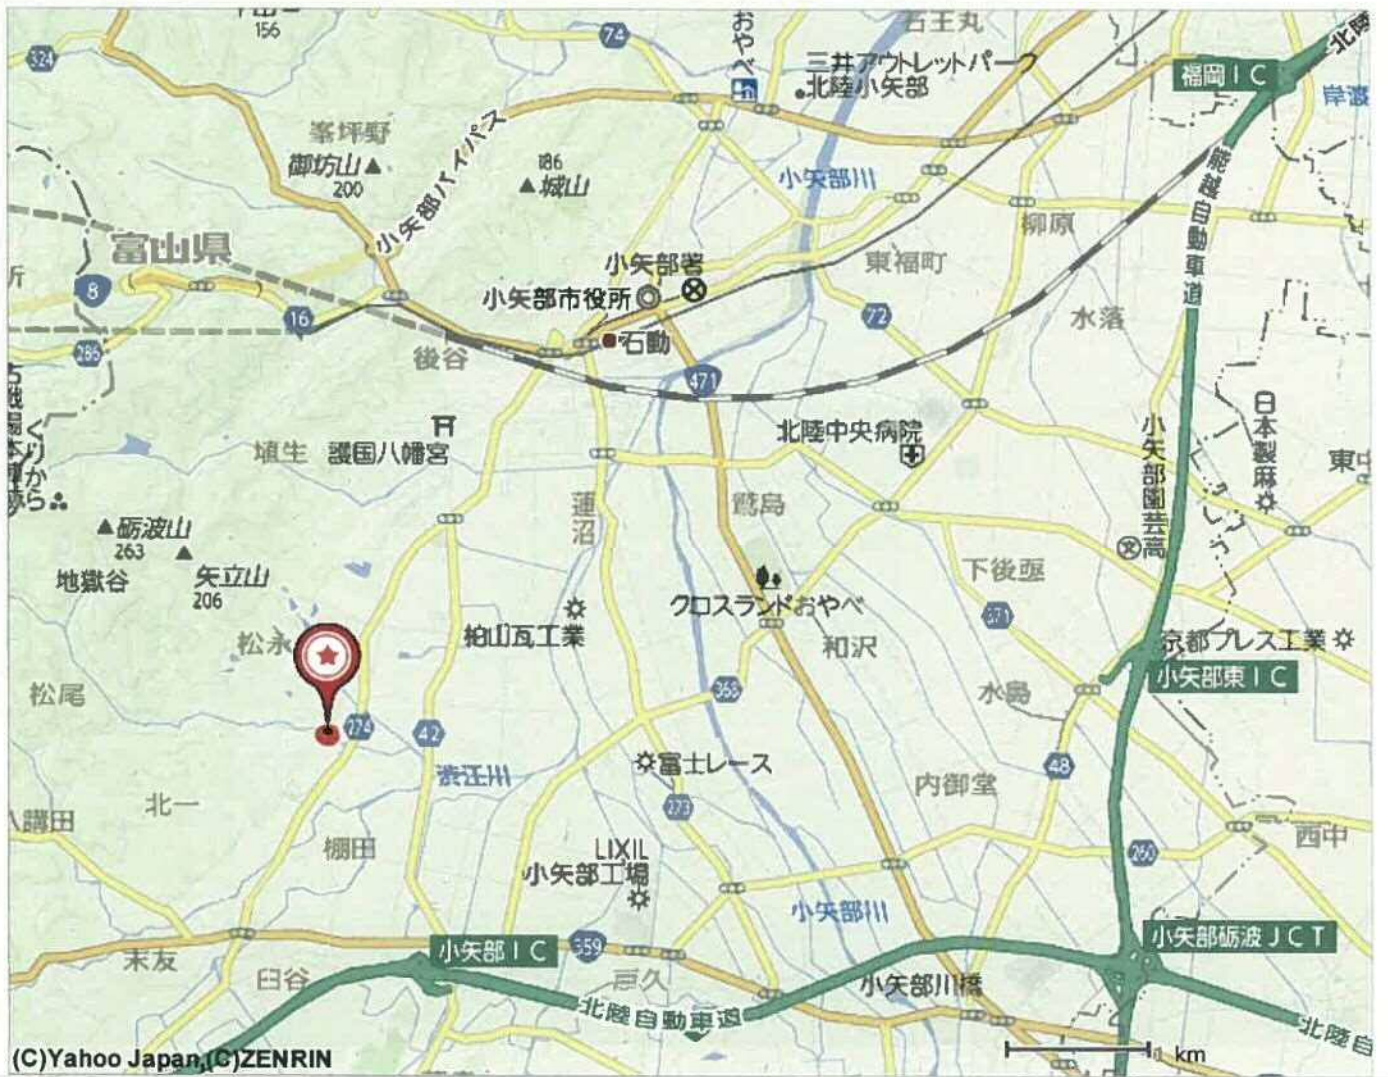 156
74
おやべ
石王丸
三井アウトレットパーク
北陸小矢部
福岡IC
北陸
324
峯坪野
御坊山
200
小矢部バイパス
186
城山
小矢部川
能越自動車道
柳原
富山県
小矢部署
東福町
8
小矢部市役所
16
72
水落
286
後谷
石動
471
埴生
護国八幡宮
北陸中央病院
小矢部園芸高
日本製麻
東中
くりから
蓮沼
鷲島
砺波山
263
矢立山
206
地獄谷
下後亟
クロスランドおやべ
371
松永
柏山瓦工業
和沢
京都プレス工業
小矢部東IC
松尾
368
水島
274
42
渋江川
富士レース
48
273
内御堂
北一
棚田
八講田
LIXIL
小矢部工場
260
西中
小矢部川
小矢部IC
359
小矢部砺波JCT
末友
臼谷
戸久
小矢部川橋
北陸自動車道
北陸自
(C)Yahoo Japan,(C)ZENRIN
1 km